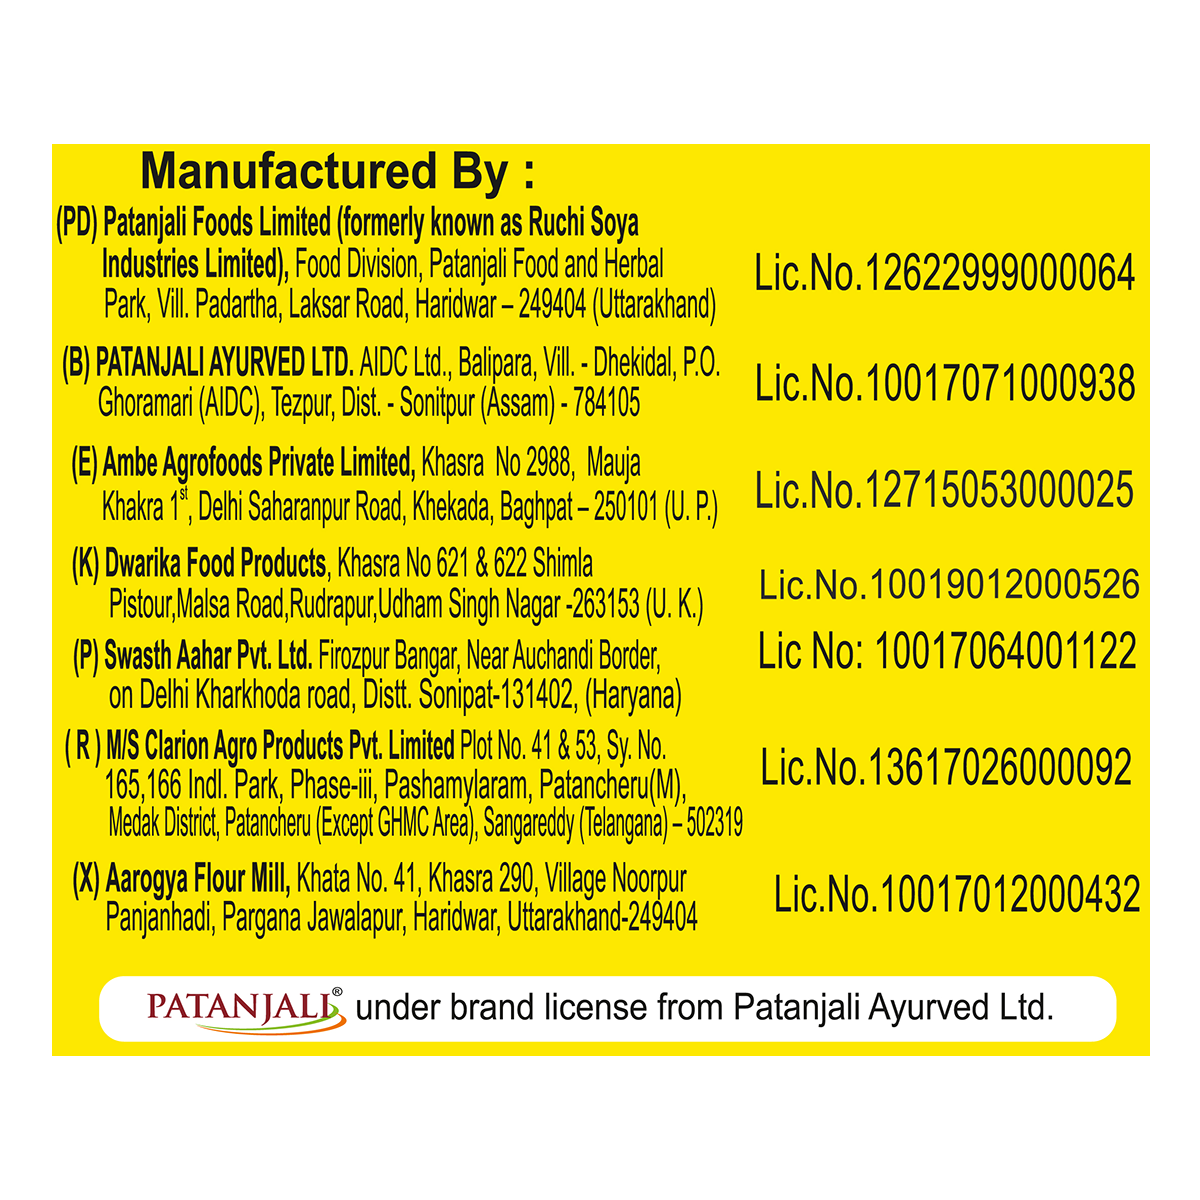 Manufactured By :
(PD) Patanjali Foods Limited (formerly known as Ruchi Soya
Industries Limited), Food Division, Patanjali Food and Herbal
Park, Vill. Padartha, Laksar Road, Haridwar – 249404 (Uttarakhand)
Lic.No.12622999000064
(B) PATANJALI AYURVED LTD. AIDC Ltd., Balipara, Vill. - Dhekidal, P.O.
Ghoramari (AIDC), Tezpur, Dist. - Sonitpur (Assam) - 784105
Lic.No.10017071000938
(E) Ambe Agrofoods Private Limited, Khasra No 2988, Mauja
Khakra 1st, Delhi Saharanpur Road, Khekada, Baghpat – 250101 (U. P.)
Lic.No.12715053000025
(K) Dwarika Food Products, Khasra No 621 & 622 Shimla
Pistour,Malsa Road,Rudrapur,Udham Singh Nagar -263153 (U. K.)
Lic.No.10019012000526
(P) Swasth Aahar Pvt. Ltd. Firozpur Bangar, Near Auchandi Border,
on Delhi Kharkhoda road, Distt. Sonipat-131402, (Haryana)
Lic No: 10017064001122
( R ) M/S Clarion Agro Products Pvt. Limited Plot No. 41 & 53, Sy. No.
165,166 Indl. Park, Phase-iii, Pashamylaram, Patancheru(M),
Medak District, Patancheru (Except GHMC Area), Sangareddy (Telangana) – 502319
Lic.No.13617026000092
(X) Aarogya Flour Mill, Khata No. 41, Khasra 290, Village Noorpur
Panjanhadi, Pargana Jawalapur, Haridwar, Uttarakhand-249404
Lic.No.10017012000432
PATANJALI® under brand license from Patanjali Ayurved Ltd.